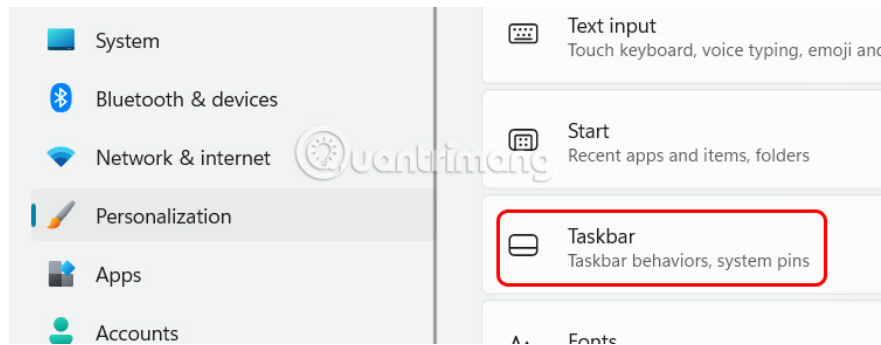 System
Bluetooth & devices
Network & internet
Personalization
Apps
Accounts
Text input
Touch keyboard, voice typing, emoji and
Start
Recent apps and items, folders
Taskbar
Taskbar behaviors, system pins
Fonts
Quantrimang